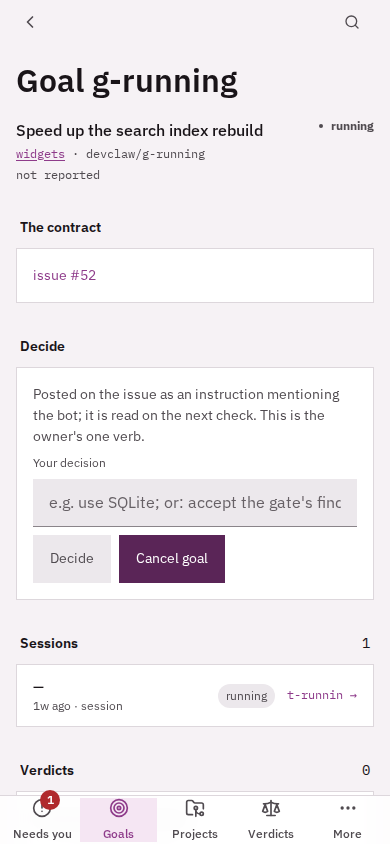 Goal g-running
Speed up the search index rebuild
• running
widgets · devclaw/g-running
not reported
The contract
issue #52
Decide
Posted on the issue as an instruction mentioning
the bot; it is read on the next check. This is the
owner's one verb.
Your decision
e.g. use SQLite; or: accept the gate's find
Decide
Cancel goal
Sessions
1
—
1w ago · session
running
t-runnin →
Verdicts
0
1
Needs you
Goals
Projects
Verdicts
More